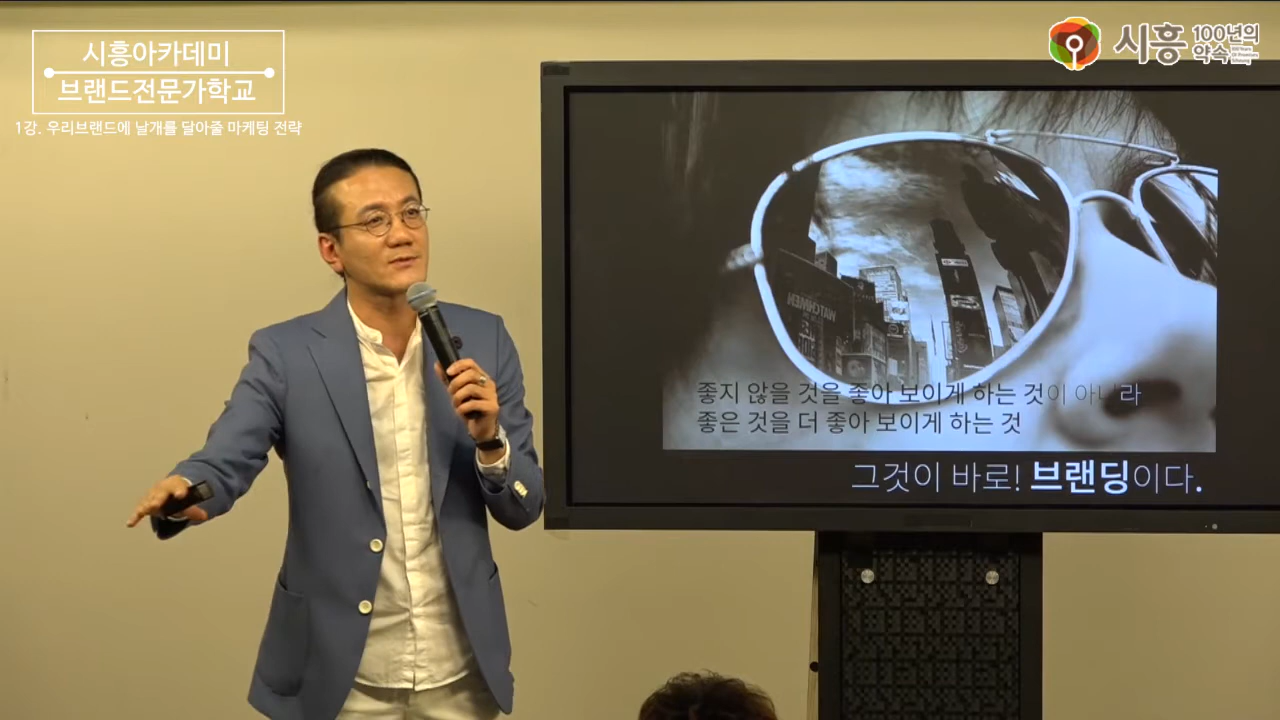 시흥아카데미
브랜드전문가학교
1강. 우리브랜드에 날개를 달아줄 마케팅 전략
시흥 100년의
약속
좋지 않을 것을 좋아 보이게 하는 것이 아니라
좋은 것을 더 좋아 보이게 하는 것
그것이 바로! 브랜딩이다.